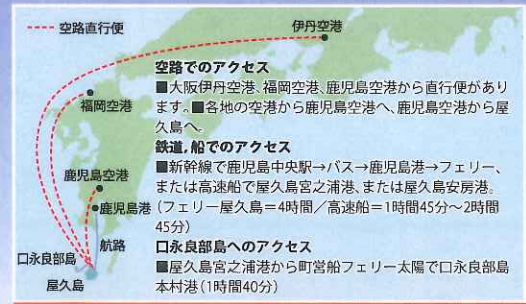 空路直行便
伊丹空港
福岡空港
鹿児島空港
鹿児島港
航路
口永良部島
屋久島
空路でのアクセス
■大阪伊丹空港、福岡空港、鹿児島空港から直行便があり
ます。■各地の空港から鹿児島空港へ、鹿児島空港から屋
久島へ。
鉄道，船でのアクセス
■新幹線で鹿児島中央駅→バス→鹿児島港→フェリー、
または高速船で屋久島宮之浦港、または屋久島安房港。
(フェリー屋久島＝4時間／高速船＝1時間45分〜2時間
45分)
口永良部島へのアクセス
■屋久島宮之浦港から町営船フェリー太陽で口永良部島
本村港(1時間40分)